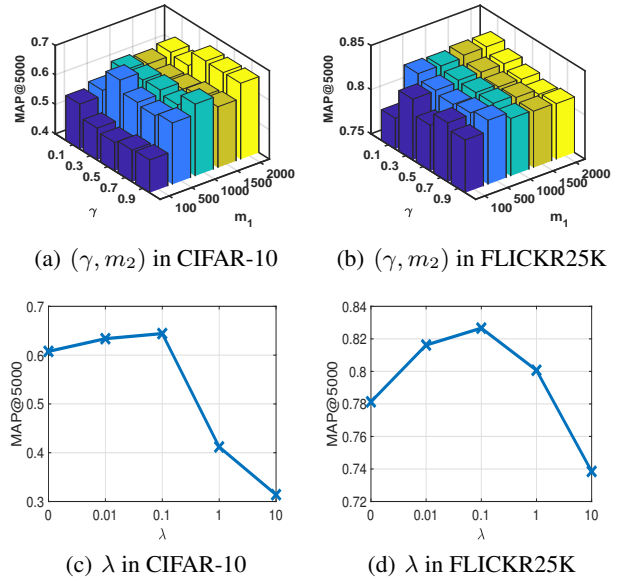 0.7
0.6
0.5
0.4
MAP@5000
0.1
0.3
0.5
0.7
0.9
γ
100
500
1000
1500
2000
m1
0.85
0.8
0.75
MAP@5000
0.1
0.3
0.5
0.7
0.9
γ
100
500
1000
1500
2000
m1
(a) (γ, m2) in CIFAR-10
(b) (γ, m2) in FLICKR25K
0.7
0.6
0.5
0.4
0.3
MAP@5000
0 0.01 0.1 1 10
λ
0.84
0.82
0.8
0.78
0.76
0.74
0.72
MAP@5000
0 0.01 0.1 1 10
λ
(c) λ in CIFAR-10
(d) λ in FLICKR25K